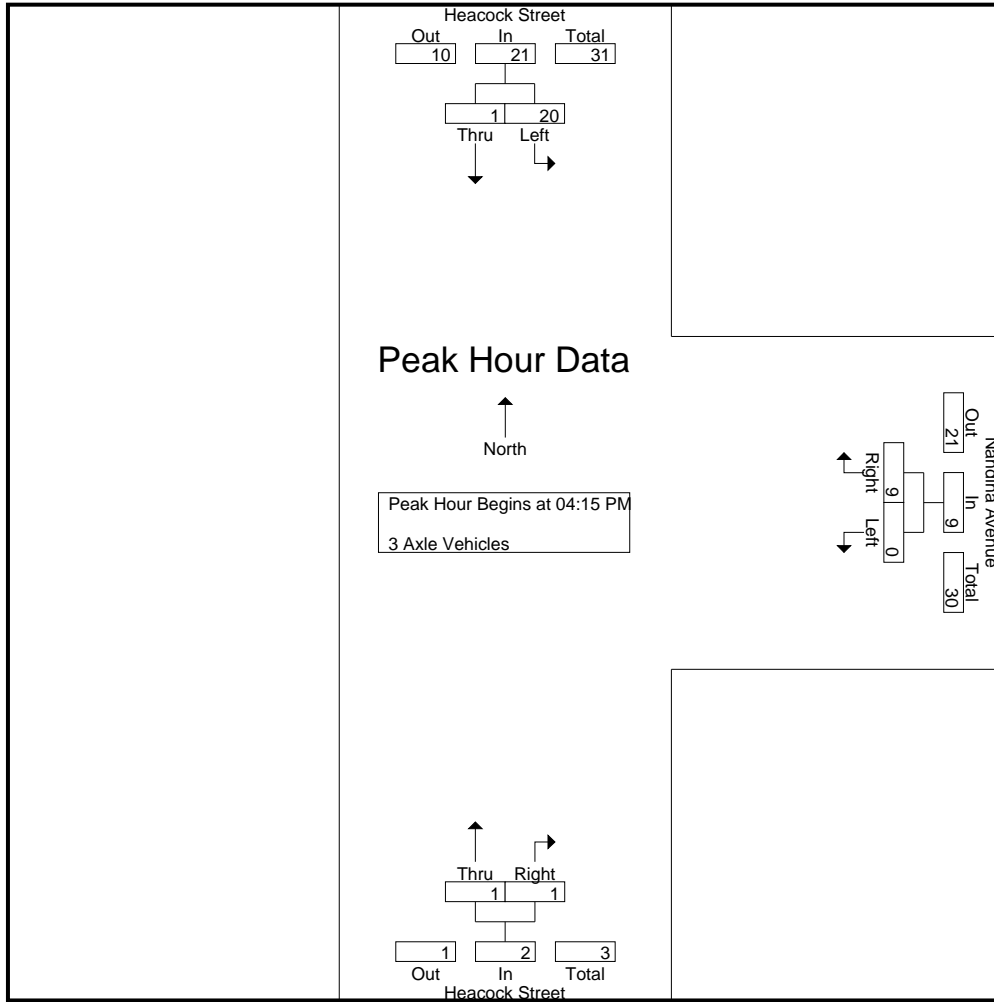 Heacock Street
Out In Total
10 21 31
1 20
Thru Left
Peak Hour Data
North
Peak Hour Begins at 04:15 PM
3 Axle Vehicles
Nandina Avenue
Out In Total
21 9 30
Right Left
9 0
Thru Right
1 1
1 2 3
Out In Total
Heacock Street